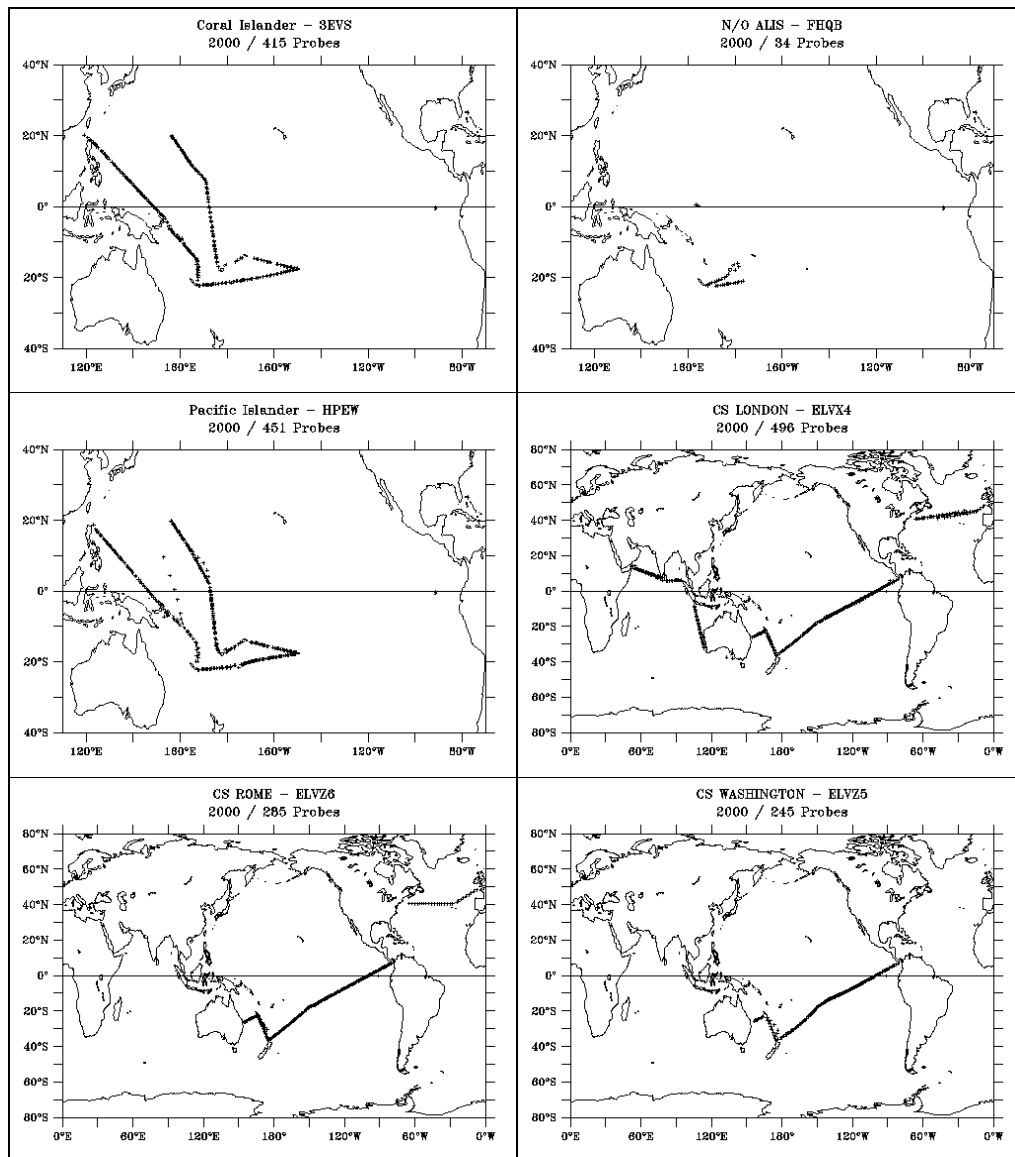 Coral Islander - 3EVS
2000 / 415 Probes
40°N
20°N
0°
20°S
40°S
120°E 160°E 160°W 120°W 80°W
N/O ALIS - FHQB
2000 / 34 Probes
40°N
20°N
0°
20°S
40°S
120°E 160°E 160°W 120°W 80°W
Pacific Islander - HPEW
2000 / 451 Probes
40°N
20°N
0°
20°S
40°S
120°E 160°E 160°W 120°W 80°W
CS LONDON - ELVX4
2000 / 496 Probes
80°N
60°N
40°N
20°N
0°
20°S
40°S
60°S
80°S
0°E 60°E 120°E 180° 120°W 60°W 0°W
CS ROME - ELVZ6
2000 / 285 Probes
80°N
60°N
40°N
20°N
0°
20°S
40°S
60°S
80°S
0°E 60°E 120°E 180° 120°W 60°W 0°W
CS WASHINGTON - ELVZ5
2000 / 245 Probes
80°N
60°N
40°N
20°N
0°
20°S
40°S
60°S
80°S
0°E 60°E 120°E 180° 120°W 60°W 0°W